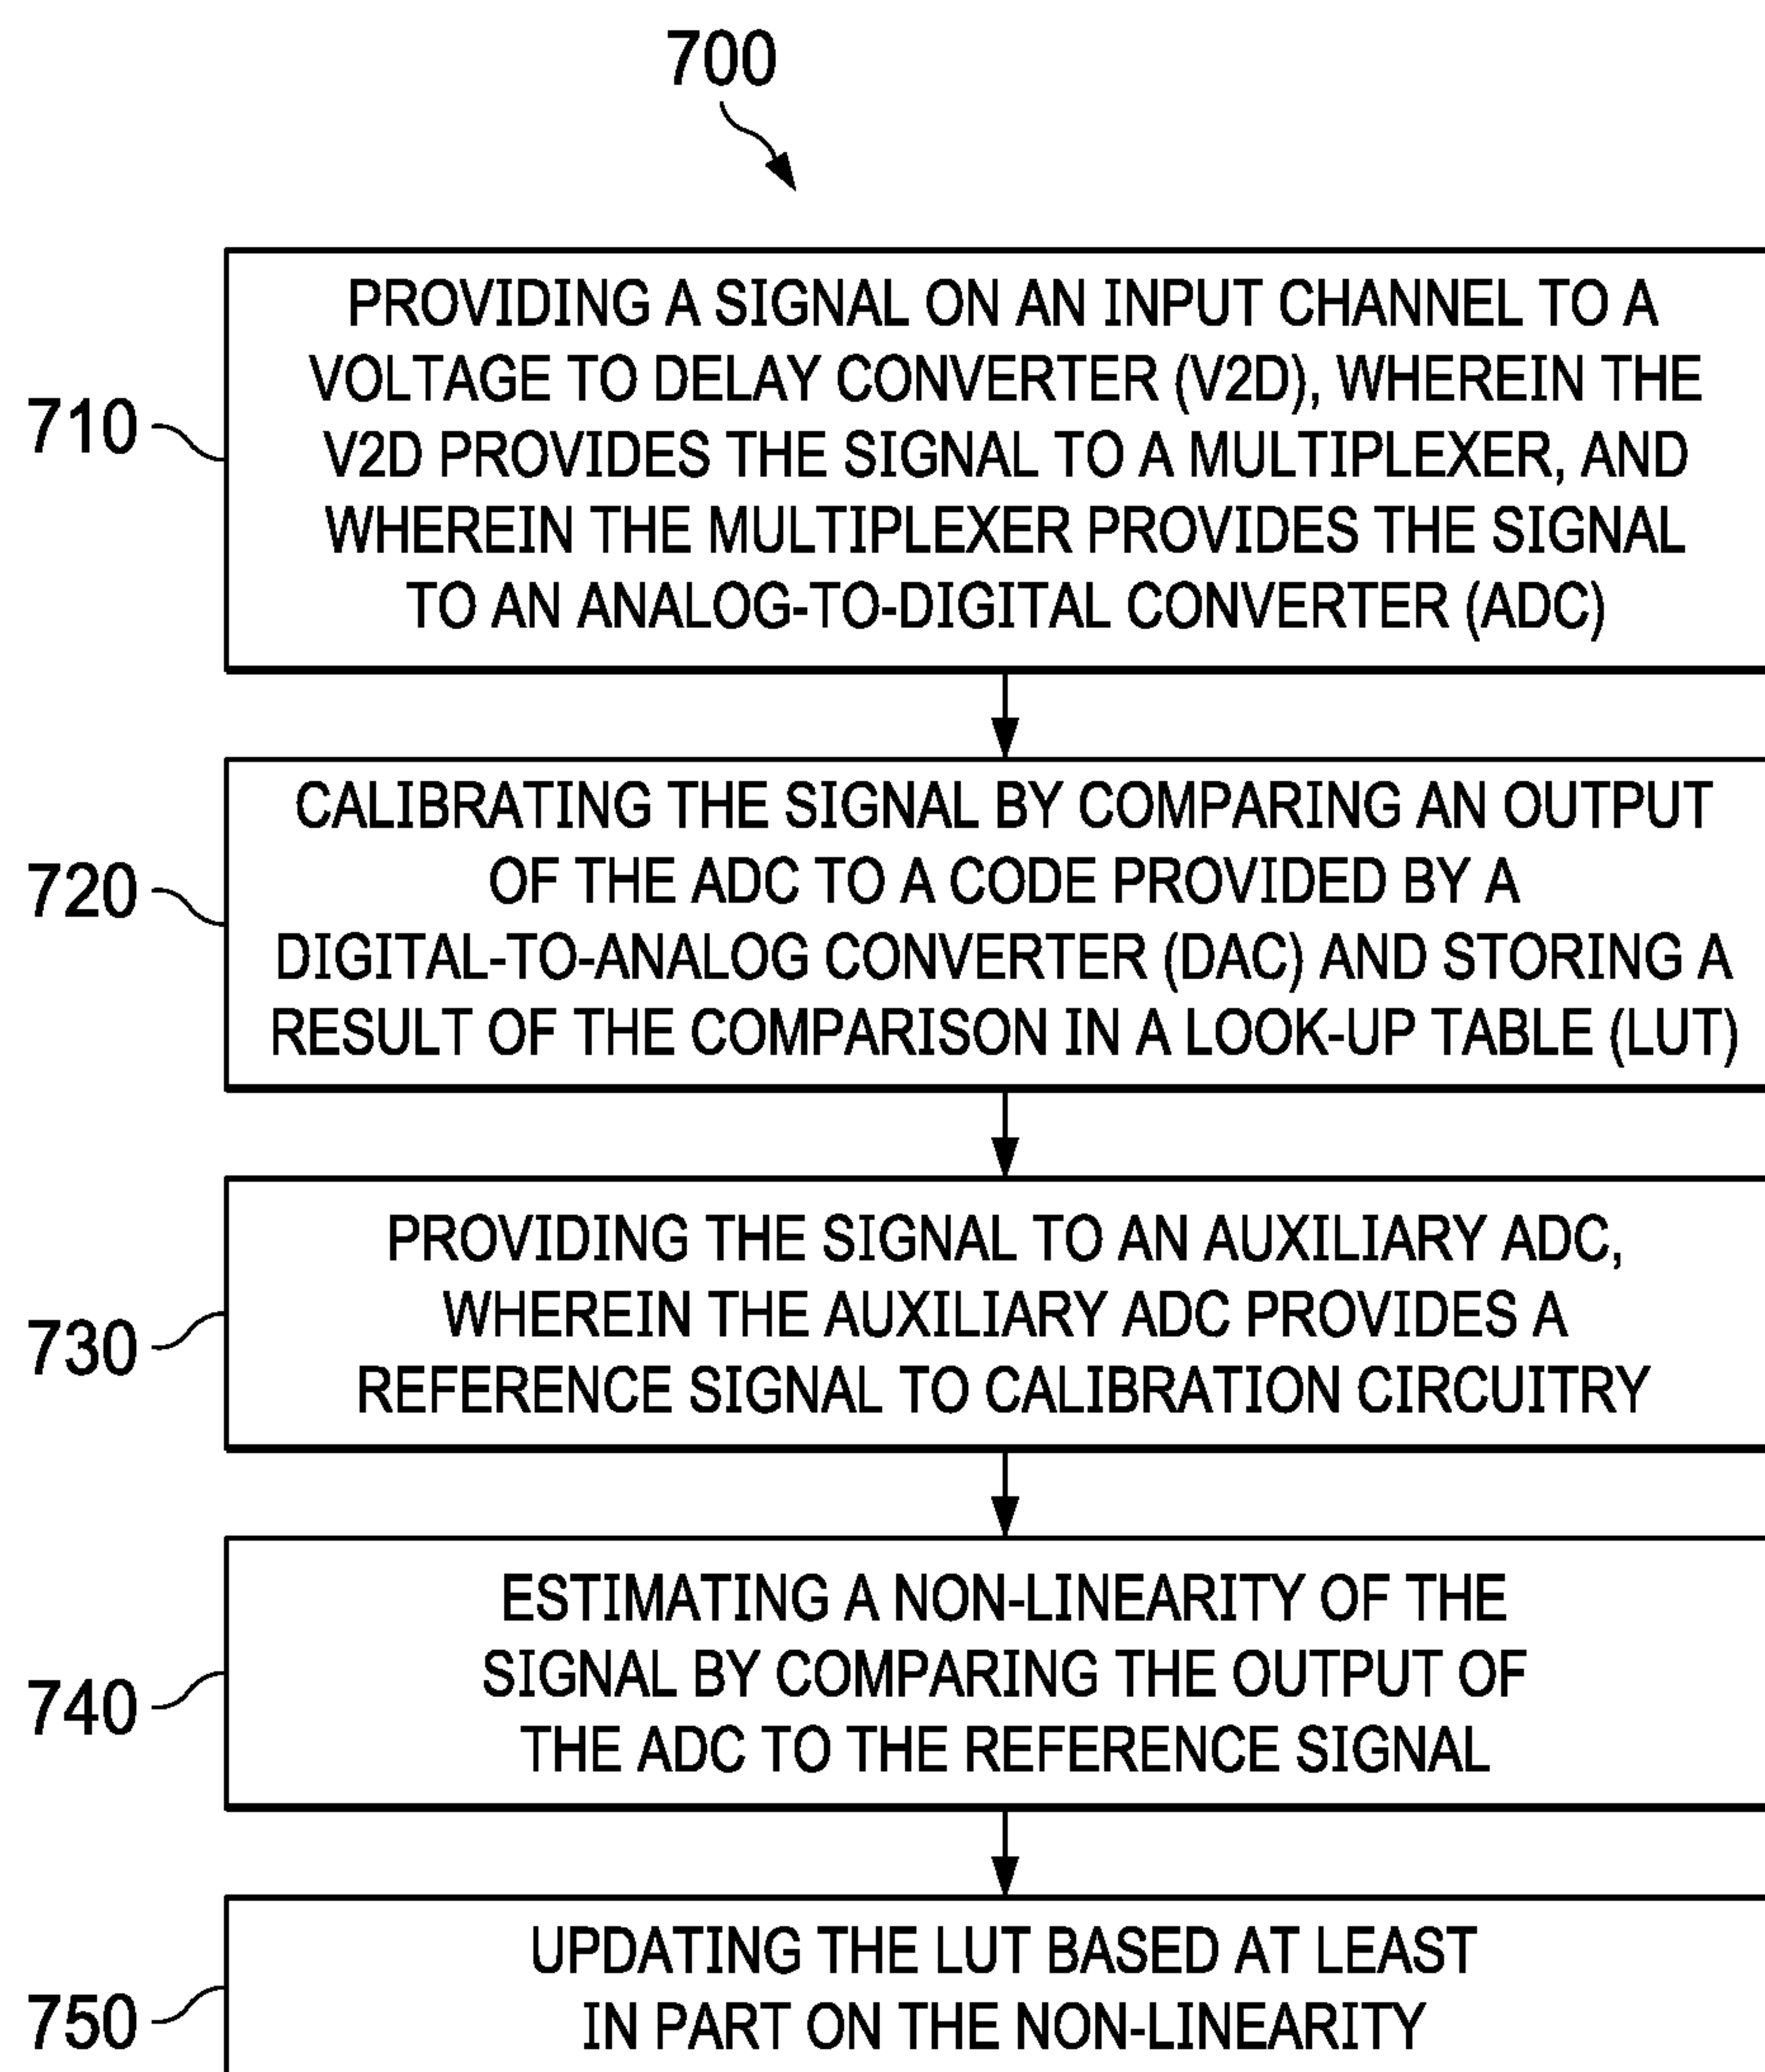 700
710
PROVIDING A SIGNAL ON AN INPUT CHANNEL TO A
VOLTAGE TO DELAY CONVERTER (V2D), WHEREIN THE
V2D PROVIDES THE SIGNAL TO A MULTIPLEXER, AND
WHEREIN THE MULTIPLEXER PROVIDES THE SIGNAL
TO AN ANALOG-TO-DIGITAL CONVERTER (ADC)
720
CALIBRATING THE SIGNAL BY COMPARING AN OUTPUT
OF THE ADC TO A CODE PROVIDED BY A
DIGITAL-TO-ANALOG CONVERTER (DAC) AND STORING A
RESULT OF THE COMPARISON IN A LOOK-UP TABLE (LUT)
730
PROVIDING THE SIGNAL TO AN AUXILIARY ADC,
WHEREIN THE AUXILIARY ADC PROVIDES A
REFERENCE SIGNAL TO CALIBRATION CIRCUITRY
740
ESTIMATING A NON-LINEARITY OF THE
SIGNAL BY COMPARING THE OUTPUT OF
THE ADC TO THE REFERENCE SIGNAL
750
UPDATING THE LUT BASED AT LEAST
IN PART ON THE NON-LINEARITY